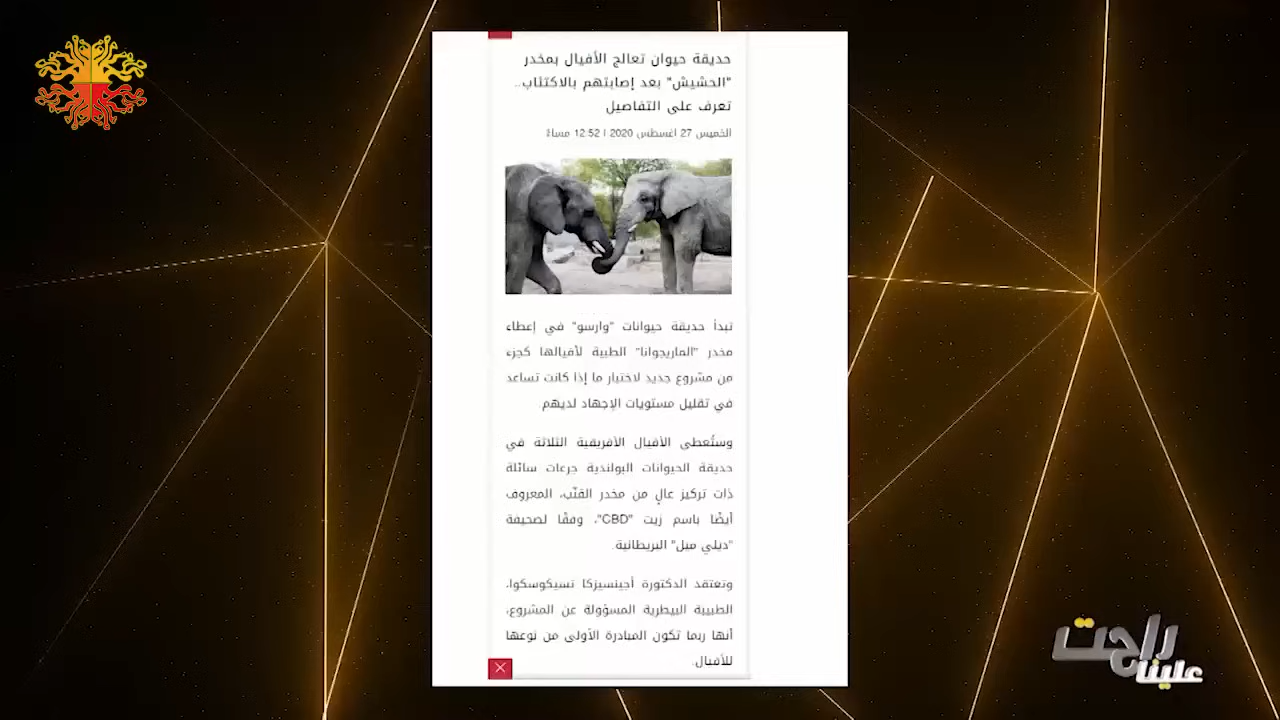 حديقة حيوان تعالج الأفيال بمخدر
"الحشيش" بعد إصابتهم بالاكتئاب..
تعرف على التفاصيل
الخميس 27 اغسطس 2020 | 12:52 مساءً
تبدأ حديقة حيوانات "وارسو" في إعطاء
مخدر "الماريجوانا" الطبية لأفيالها كجزء
من مشروع جديد لاختبار ما إذا كانت تساعد
في تقليل مستويات الإجهاد لديهم
وستُعطى الأفيال الأفريقية الثلاثة في
حديقة الحيوانات البولندية جرعات سائلة
ذات تركيز عالٍ من مخدر القنّب، المعروف
أيضًا باسم زيت "CBD"، وفقًا لصحيفة
"ديلي ميل" البريطانية.
وتعتقد الدكتورة أجينسيزكا تسيكوسكوا،
الطبيبة البيطرية المسؤولة عن المشروع،
أنها ربما تكون المبادرة الأولى من نوعها
للأفيال.
راحت
علينا